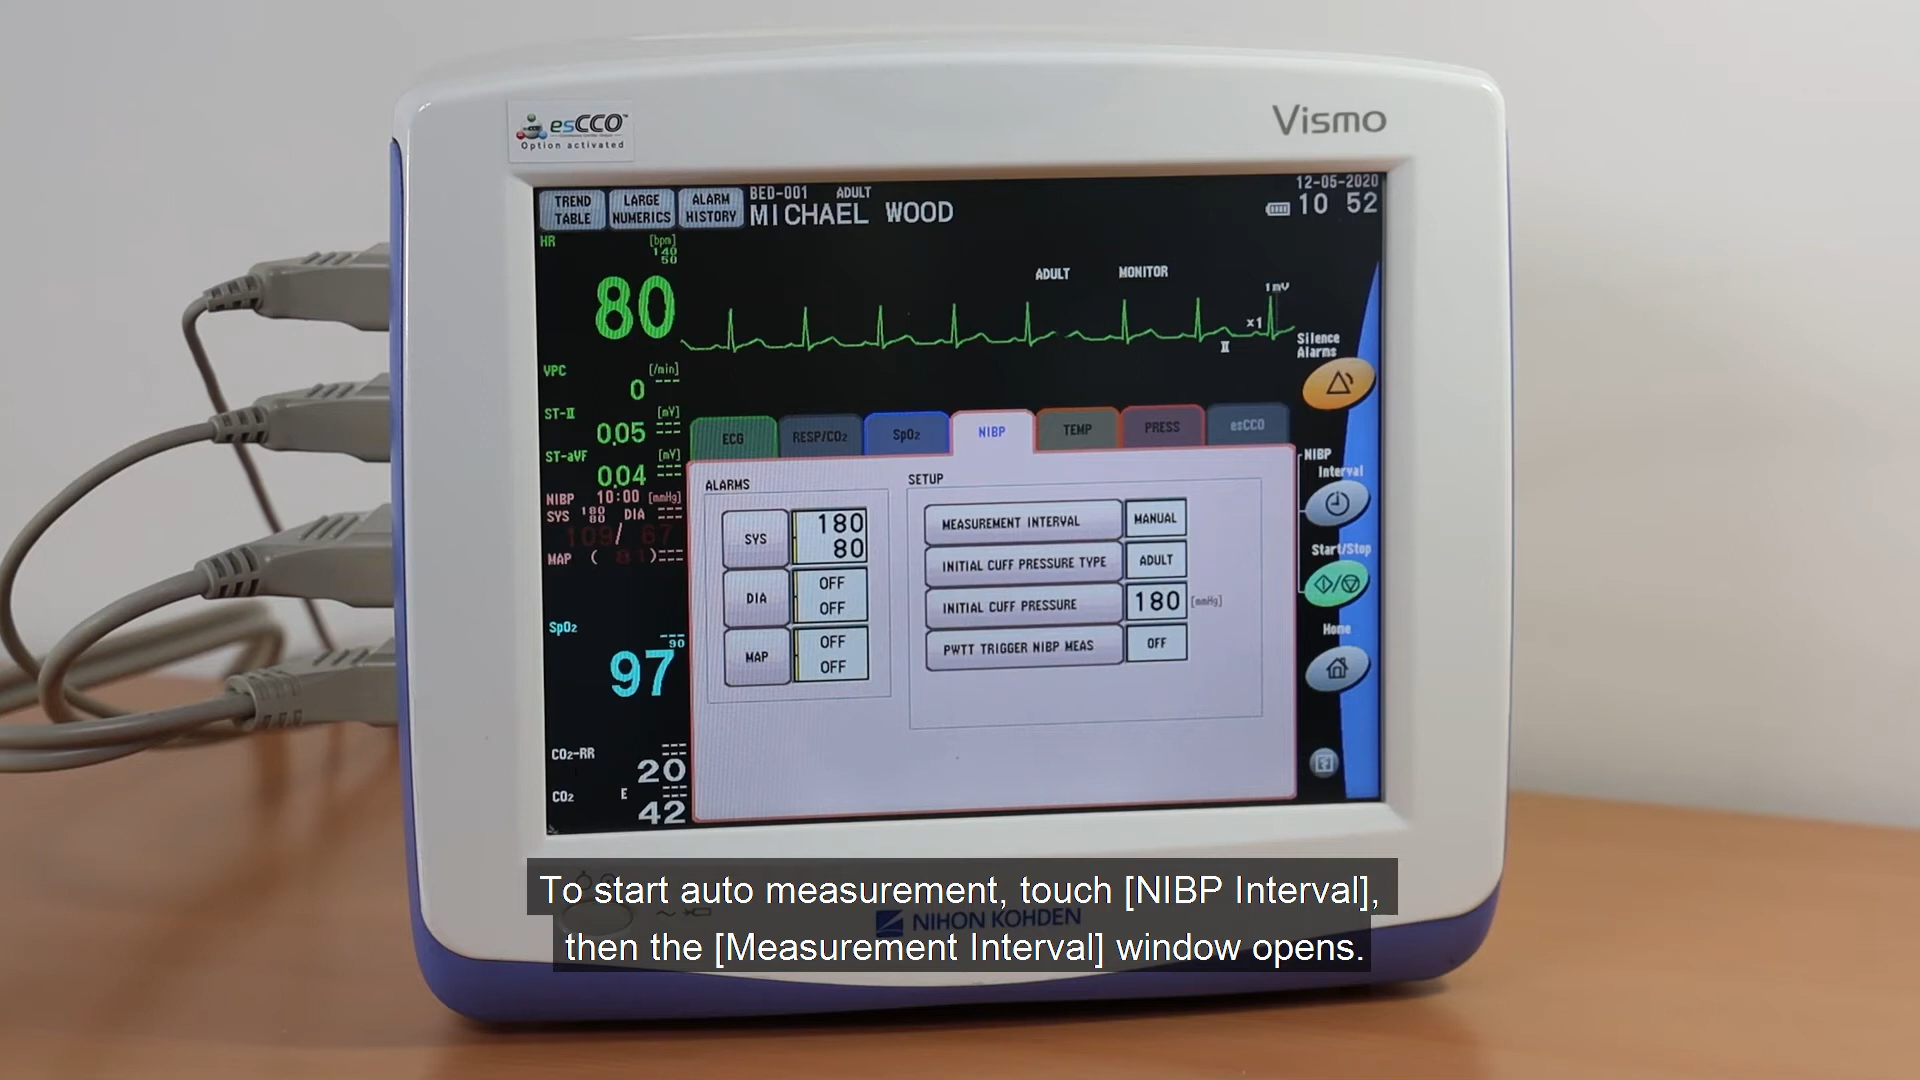 esCCO™
Option activated
Vismo
TREND TABLE
LARGE NUMERICS
ALARM HISTORY
BED-001 ADULT
MICHAEL WOOD
12-05-2020
10 52
HR [bpm]
140
50
80
ADULT MONITOR
1mV
x1
II
Silence Alarms
VPC [/min]
0 ---
ST-II [mV]
0.05 ---
ST-aVF [mV]
0.04 ---
NIBP 10:00 [mmHg]
SYS 180 80 DIA ---
109/ 67
MAP ( 81)---
SpO2
90
97
CO2-RR ---
20
CO2 E ---
42
ECG
RESP/CO2
SpO2
NIBP
TEMP
PRESS
esCCO
ALARMS
SYS 180 80
DIA OFF OFF
MAP OFF OFF
SETUP
MEASUREMENT INTERVAL MANUAL
INITIAL CUFF PRESSURE TYPE ADULT
INITIAL CUFF PRESSURE 180 [mmHg]
PWTT TRIGGER NIBP MEAS OFF
NIBP
Interval
Start/Stop
Home
NIHON KOHDEN
To start auto measurement, touch [NIBP Interval],
then the [Measurement Interval] window opens.